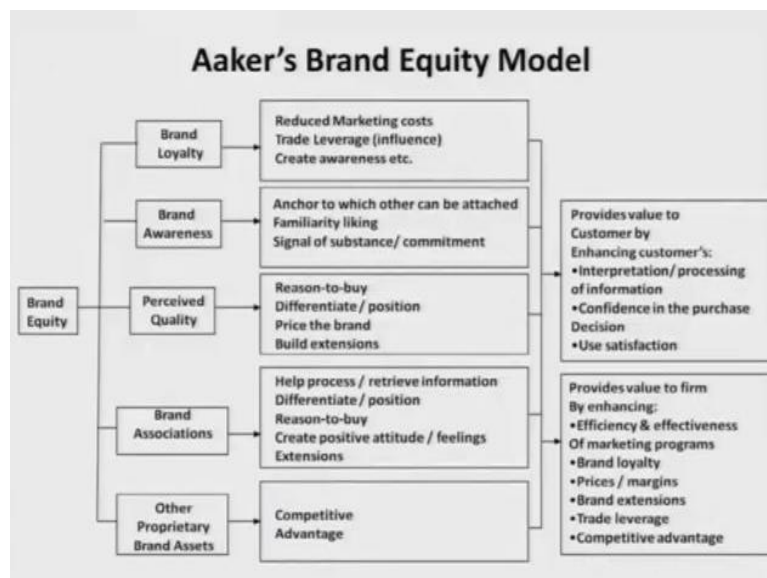 Aaker's Brand Equity Model
Brand
Equity
Brand
Loyalty
Reduced Marketing costs
Trade Leverage (influence)
Create awareness etc.
Brand
Awareness
Anchor to which other can be attached
Familiarity liking
Signal of substance/ commitment
Perceived
Quality
Reason-to-buy
Differentiate / position
Price the brand
Build extensions
Brand
Associations
Help process / retrieve information
Differentiate / position
Reason-to-buy
Create positive attitude / feelings
Extensions
Other
Proprietary
Brand Assets
Competitive
Advantage
Provides value to
Customer by
Enhancing customer's:
•Interpretation/ processing
of information
•Confidence in the purchase
Decision
•Use satisfaction
Provides value to firm
By enhancing:
•Efficiency & effectiveness
Of marketing programs
•Brand loyalty
•Prices / margins
•Brand extensions
•Trade leverage
•Competitive advantage